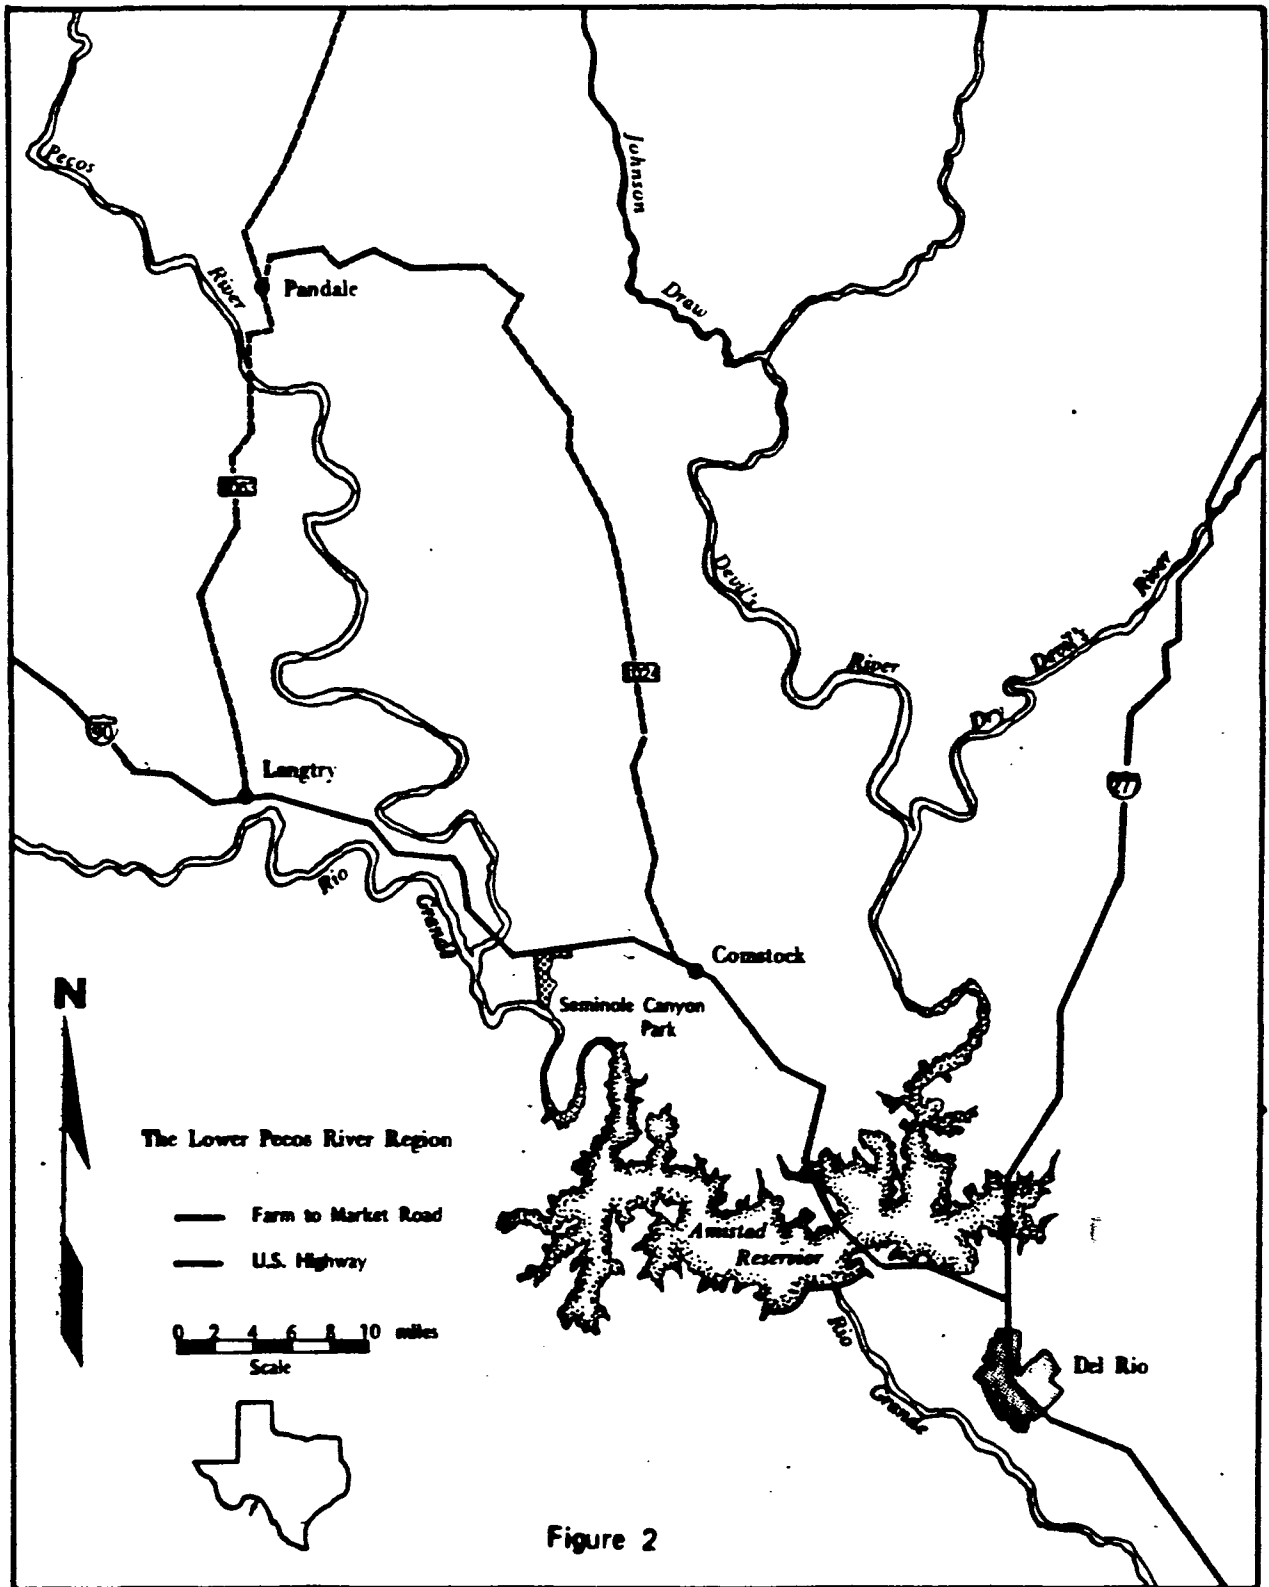 Pecos
River
Johnson
Draw
Pandale
Devil's
River
River
Devil's
90
Langtry
Rio
Grande
Comstock
Seminole Canyon
Park
N
The Lower Pecos River Region
Farm to Market Road
U.S. Highway
0 2 4 6 8 10 miles
Scale
Amistad
Reservoir
Rio
Grande
Del Rio
Figure 2